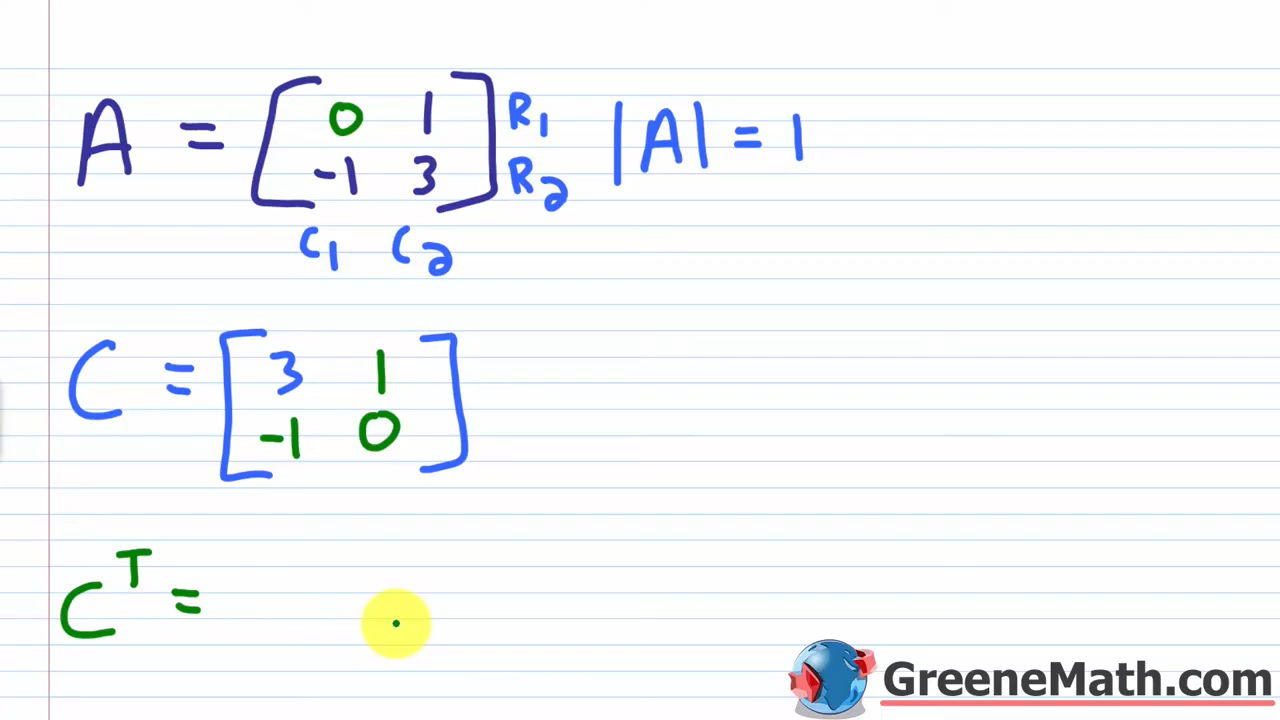 A = [ 0 1 R1 |A| = 1
-1 3 ] R2
C1 C2
C = [ 3 1
-1 0 ]
C^T =
GreeneMath.com